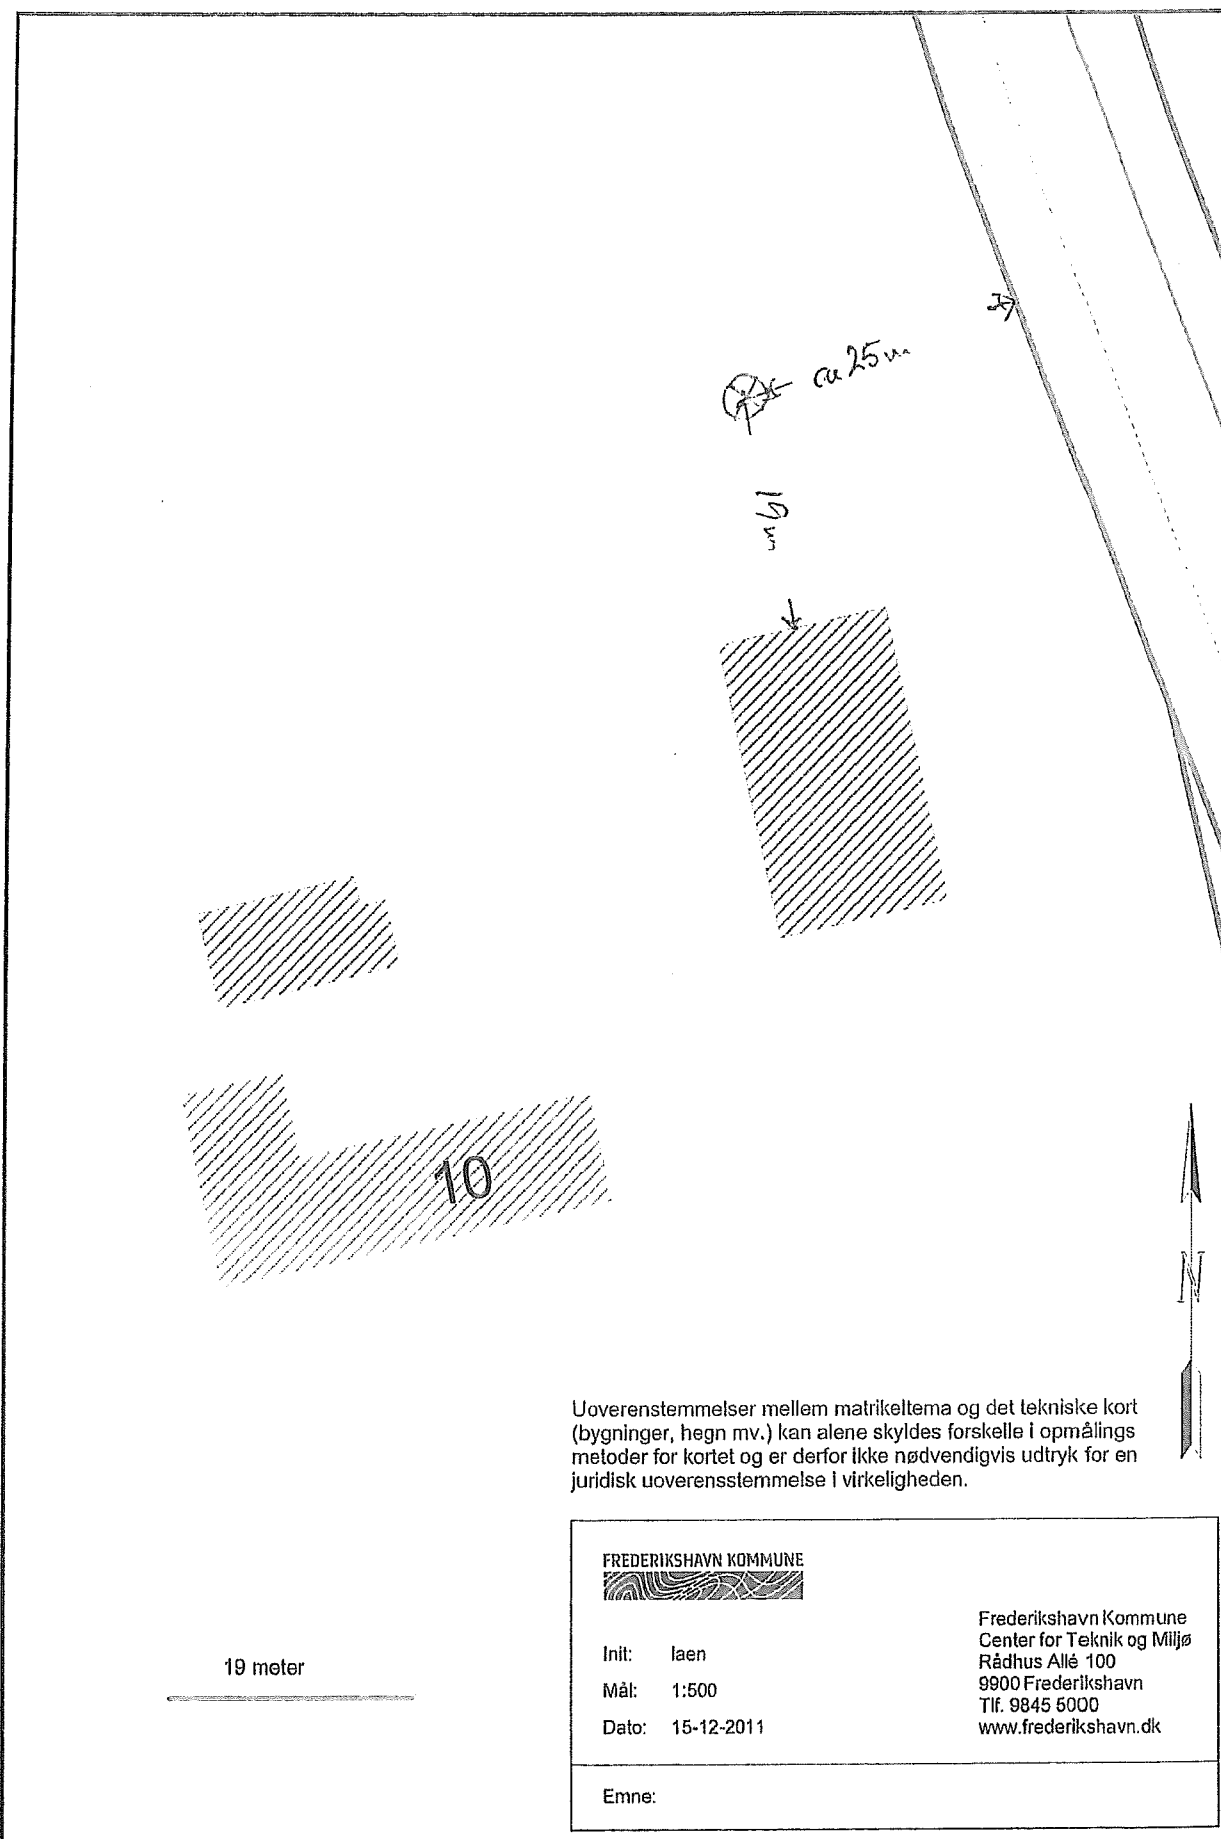 ca 25 m
19 m
10
N
Uoverenstemmelser mellem matrikeltema og det tekniske kort
(bygninger, hegn mv.) kan alene skyldes forskelle i opmålings
metoder for kortet og er derfor ikke nødvendigvis udtryk for en
juridisk uoverensstemmelse i virkeligheden.
FREDERIKSHAVN KOMMUNE
Init: laen
Mål: 1:500
Dato: 15-12-2011
Frederikshavn Kommune
Center for Teknik og Miljø
Rådhus Allé 100
9900 Frederikshavn
Tlf. 9845 5000
www.frederikshavn.dk
19 meter
Emne: